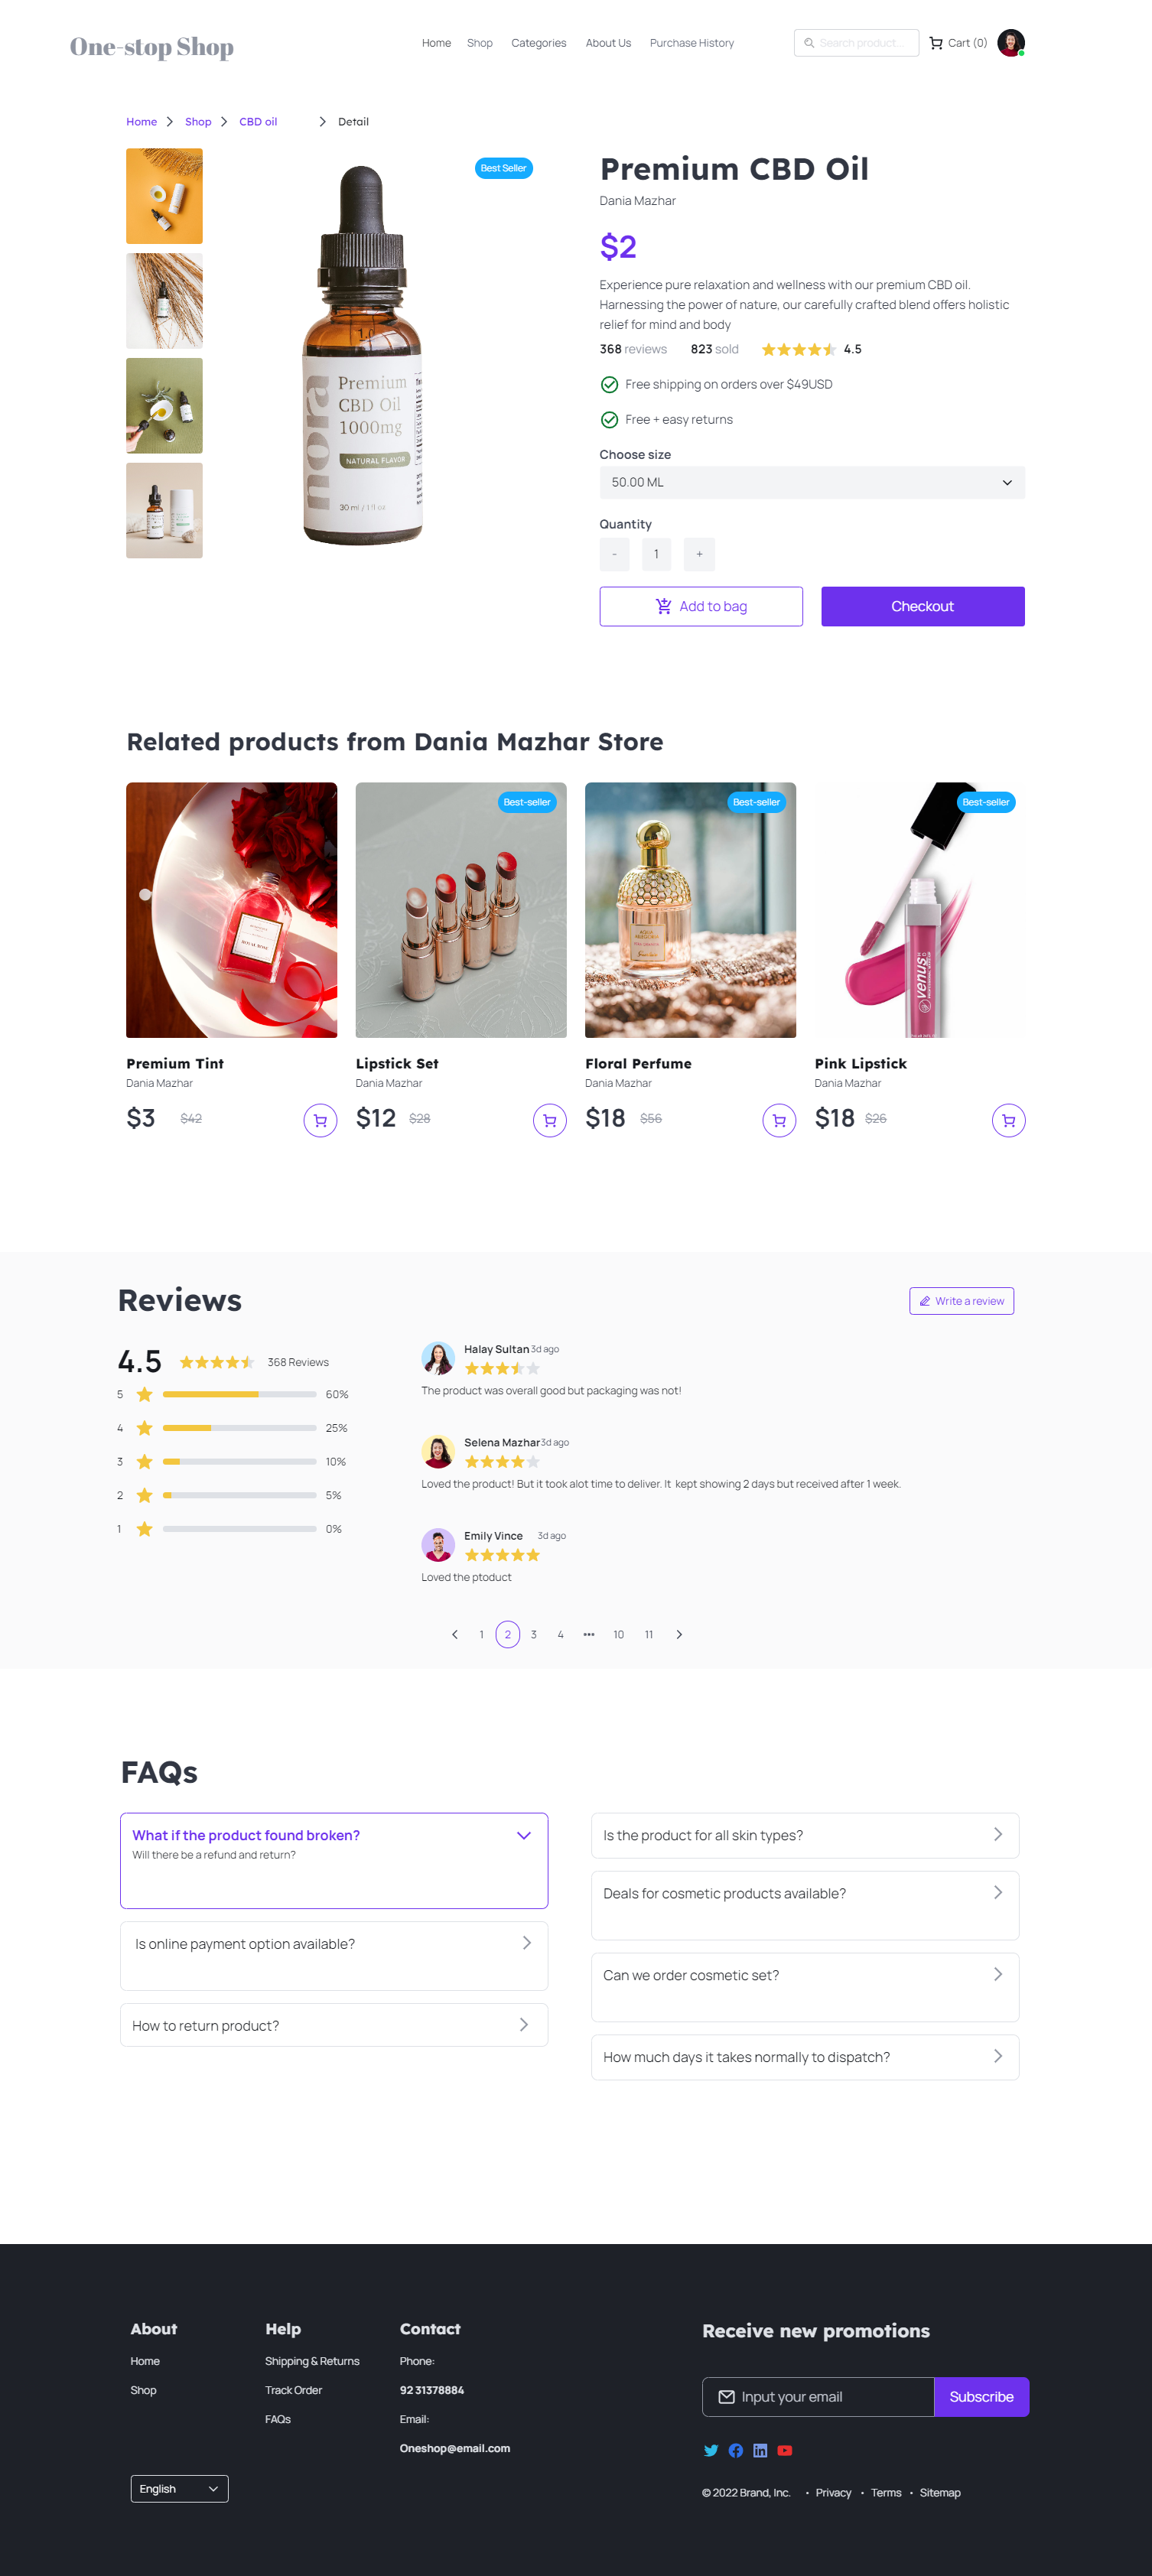 One-stop Shop
Home Shop Categories About Us Purchase History
Search product...
Cart (0)
Home > Shop > CBD oil > Detail
Best Seller
1.0
nora
Premium
CBD Oil
1000mg
NATURAL FLAVOR
30 ml / 1 fl oz
Premium CBD Oil
Dania Mazhar
$2
Experience pure relaxation and wellness with our premium CBD oil.
Harnessing the power of nature, our carefully crafted blend offers holistic
relief for mind and body
368 reviews 823 sold 4.5
Free shipping on orders over $49USD
Free + easy returns
Choose size
50.00 ML
Quantity
- 1 +
Add to bag
Checkout
Related products from Dania Mazhar Store
ROYAL ROSE
Best-seller
Best-seller
Best-seller
venus
Premium Tint
Dania Mazhar
$3 $42
Lipstick Set
Dania Mazhar
$12 $28
Floral Perfume
Dania Mazhar
$18 $56
Pink Lipstick
Dania Mazhar
$18 $26
Reviews
Write a review
4.5 368 Reviews
5 60%
4 25%
3 10%
2 5%
1 0%
Halay Sultan 3d ago
The product was overall good but packaging was not!
Selena Mazhar 3d ago
Loved the product! But it took alot time to deliver. It kept showing 2 days but received after 1 week.
Emily Vince 3d ago
Loved the ptoduct
1 2 3 4 ••• 10 11
FAQs
What if the product found broken?
Will there be a refund and return?
Is online payment option available?
How to return product?
Is the product for all skin types?
Deals for cosmetic products available?
Can we order cosmetic set?
How much days it takes normally to dispatch?
About
Home
Shop
Help
Shipping & Returns
Track Order
FAQs
Contact
Phone:
92 31378884
Email:
Oneshop@email.com
English
Receive new promotions
Input your email
Subscribe
© 2022 Brand, Inc. • Privacy • Terms • Sitemap